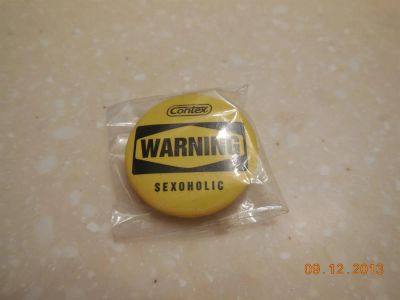 Contex
WARNING
SEXOHOLIC
09.12.2013